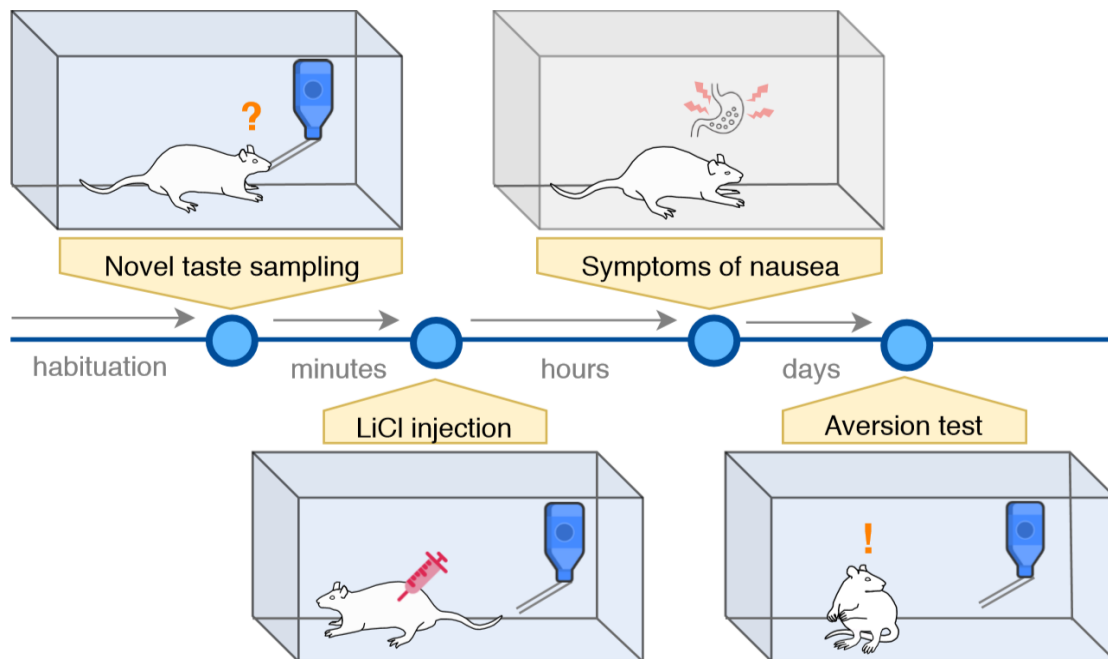 ?
Novel taste sampling
Symptoms of nausea
habituation
minutes
hours
days
LiCl injection
Aversion test
!